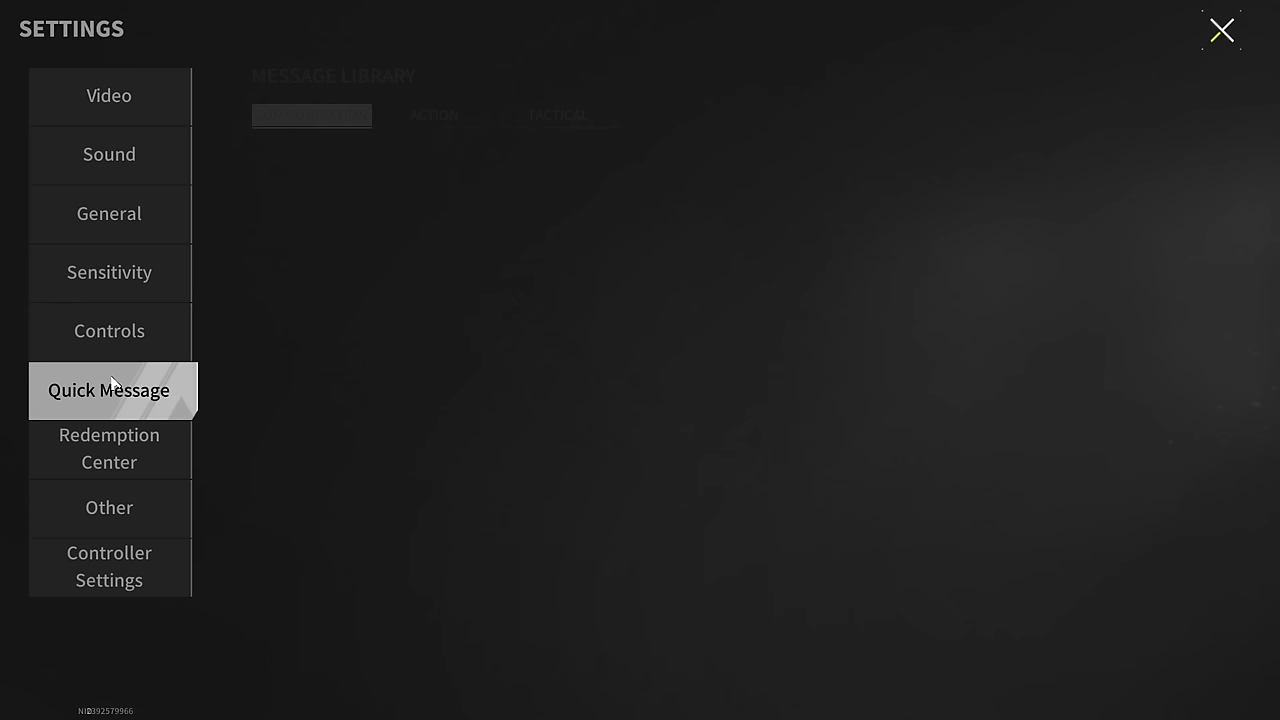 SETTINGS
Video
Sound
General
Sensitivity
Controls
Quick Message
Redemption
Center
Other
Controller
Settings
MESSAGE LIBRARY
ACTION
TACTICAL